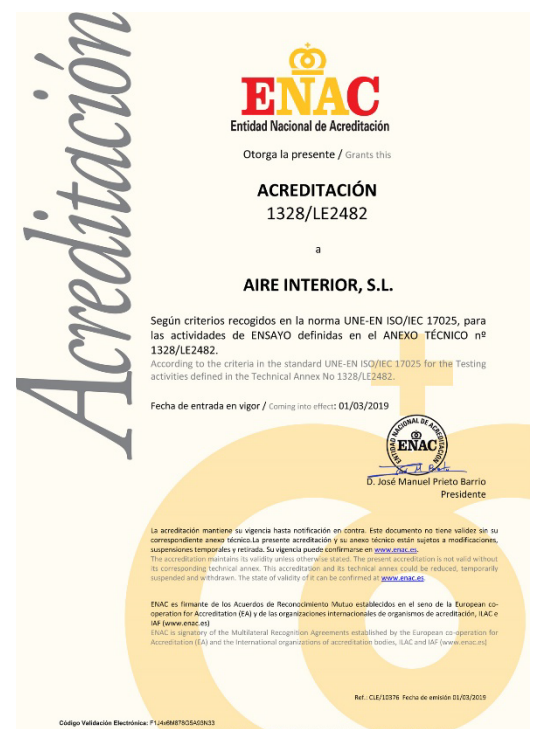 Acreditación
ENAC
Entidad Nacional de Acreditación
Otorga la presente / Grants this
ACREDITACIÓN
1328/LE2482
a
AIRE INTERIOR, S.L.
Según criterios recogidos en la norma UNE-EN ISO/IEC 17025, para
las actividades de ENSAYO definidas en el ANEXO TÉCNICO nº
1328/LE2482.
According to the criteria in the standard UNE-EN ISO/IEC 17025 for the Testing
activities defined in the Technical Annex No 1328/LE2482.
Fecha de entrada en vigor / Coming into effect: 01/03/2019
ENTIDAD NACIONAL DE ACREDITACIÓN
ENAC
D. José Manuel Prieto Barrio
Presidente
La acreditación mantiene su vigencia hasta notificación en contra. Este documento no tiene validez sin su
correspondiente anexo técnico.La presente acreditación y su anexo técnico están sujetos a modificaciones,
suspensiones temporales y retirada. Su vigencia puede confirmarse en www.enac.es.
The accreditation maintains its validity unless otherwise stated. The present accreditation is not valid without
its corresponding technical annex. This accreditation and its technical annex could be reduced, temporarily
suspended and withdrawn. The state of validity of it can be confirmed at www.enac.es.
ENAC es firmante de los Acuerdos de Reconocimiento Mutuo establecidos en el seno de la European co-
operation for Accreditation (EA) y de las organizaciones internacionales de organismos de acreditación, ILAC e
IAF (www.enac.es)
ENAC is signatory of the Multilateral Recognition Agreements established by the European co-operation for
Accreditation (EA) and the International organizations of accreditation bodies, ILAC and IAF (www.enac.es)
Ref.: CLE/10376 Fecha de emisión 01/03/2019
Código Validación Electrónica: